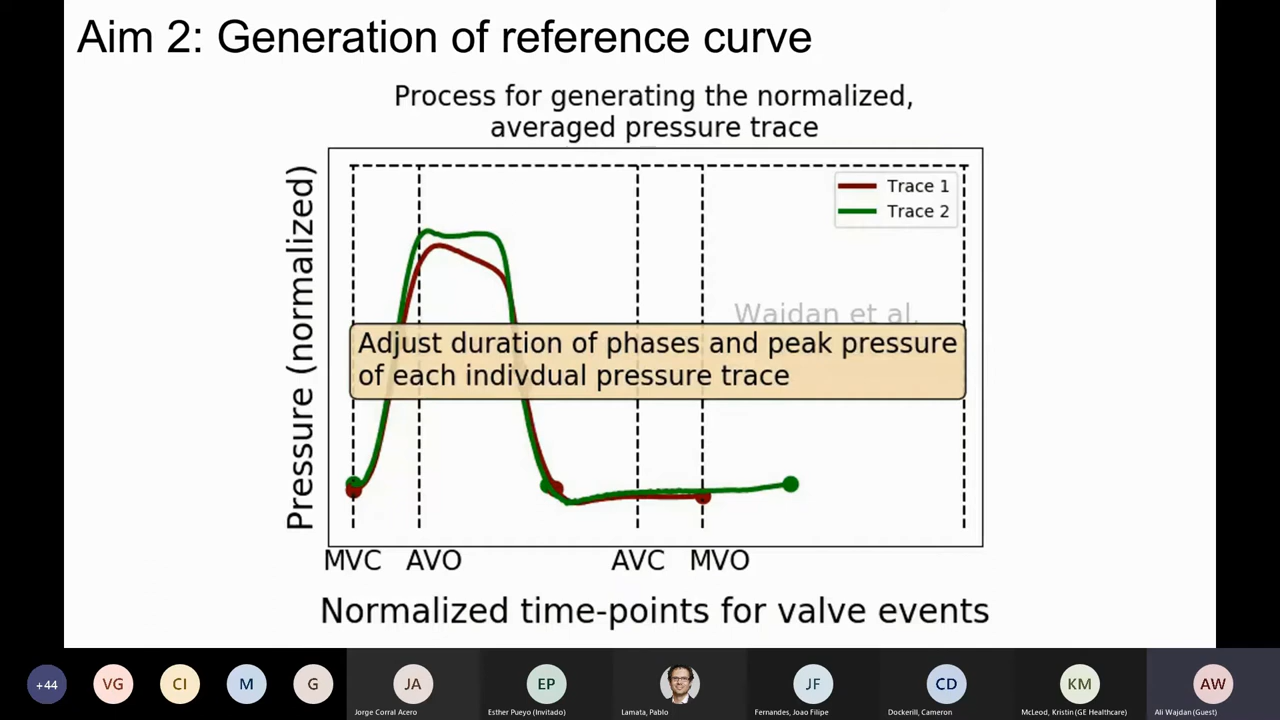 Aim 2: Generation of reference curve
Process for generating the normalized,
averaged pressure trace
Pressure (normalized)
Trace 1
Trace 2
Wajdan et al.
Adjust duration of phases and peak pressure
of each indivdual pressure trace
MVC AVO AVC MVO
Normalized time-points for valve events
+44 VG CI M G JA EP JF CD KM AW
Jorge Corral Acero Esther Pueyo (Invitado) Lamata, Pablo Fernandes, Joao Filipe Dockerill, Cameron McLeod, Kristin (GE Healthcare) Ali Wajdan (Guest)